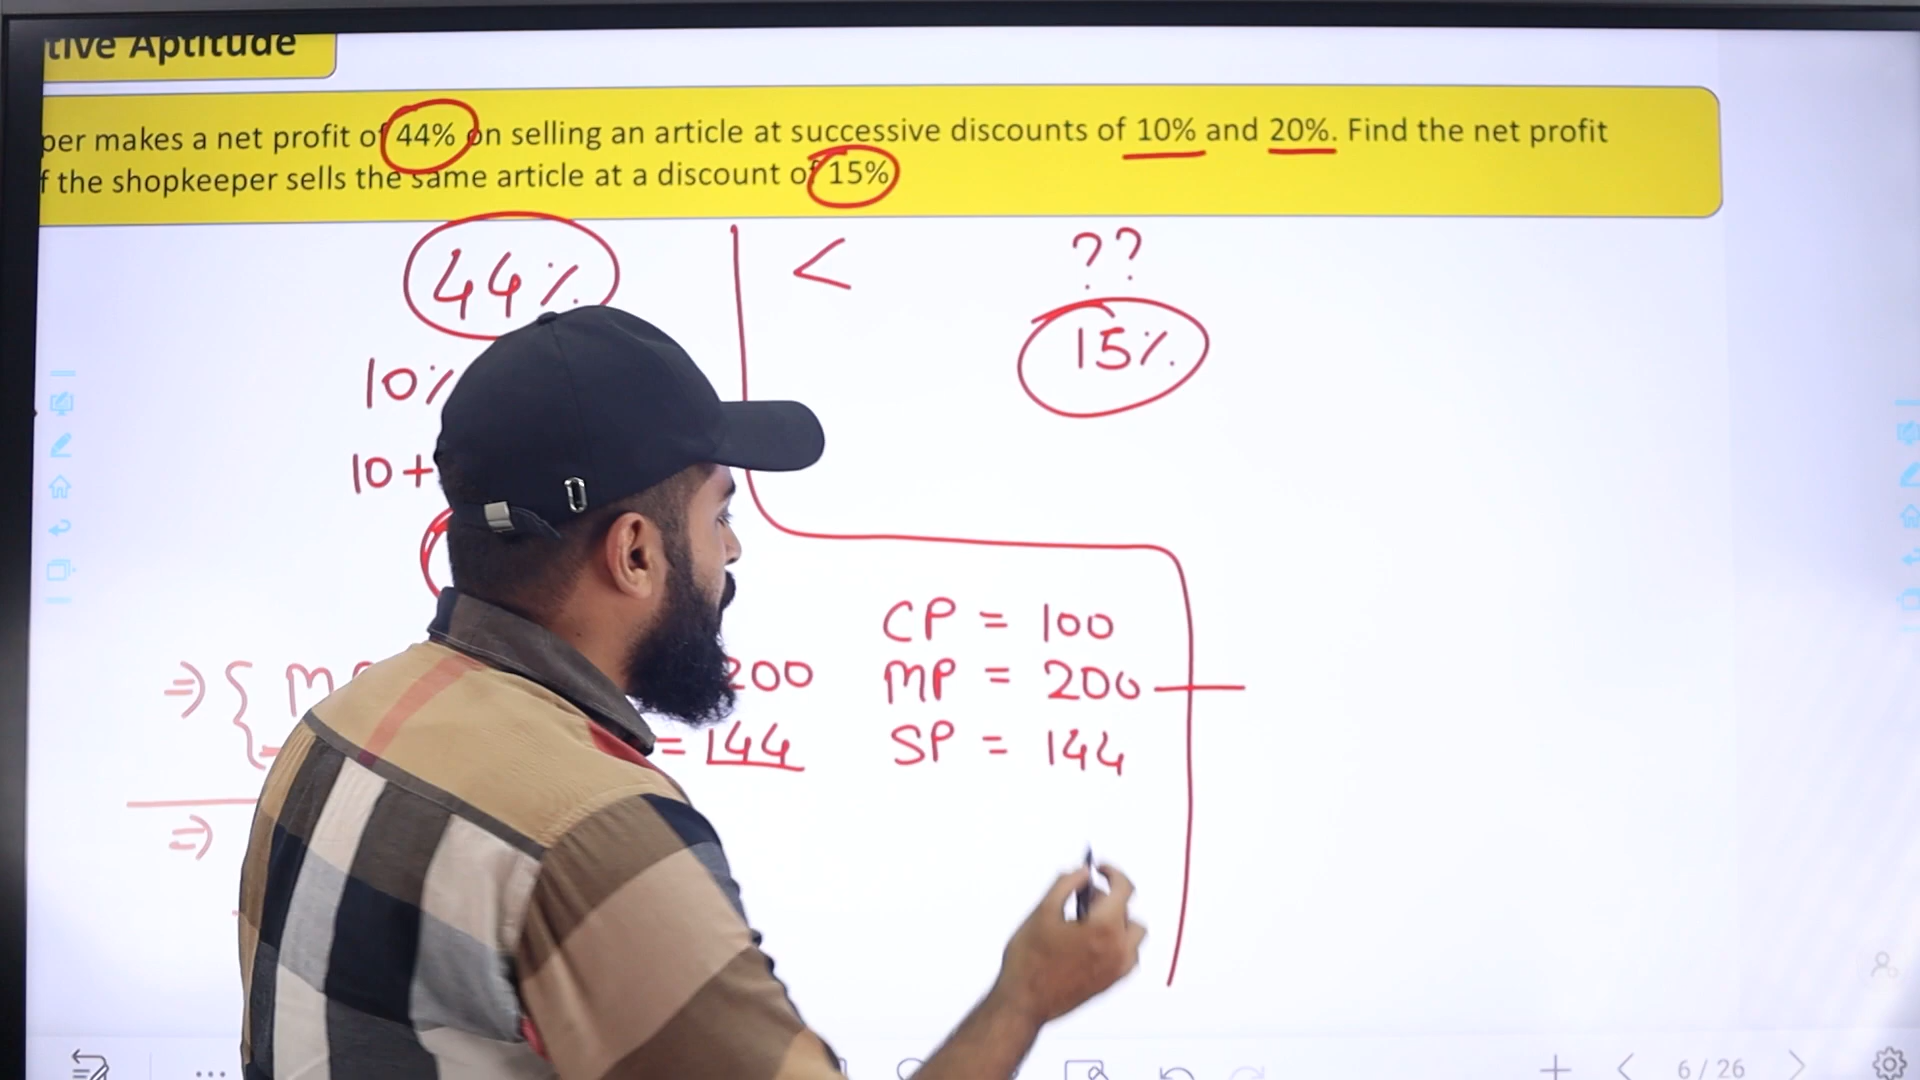 tive Aptitude
per makes a net profit of 44% on selling an article at successive discounts of 10% and 20%. Find the net profit
f the shopkeeper sells the same article at a discount of 15%
44%
< ??
15%
10%
10+
CP = 100
⇒ { M 200 MP = 200
= 144 SP = 144
⇒
6 / 26